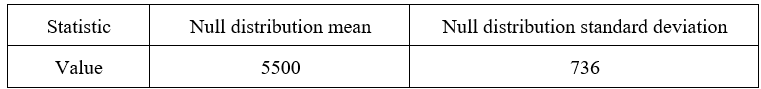 Statistic Null distribution mean Null distribution standard deviation
Value 5500 736